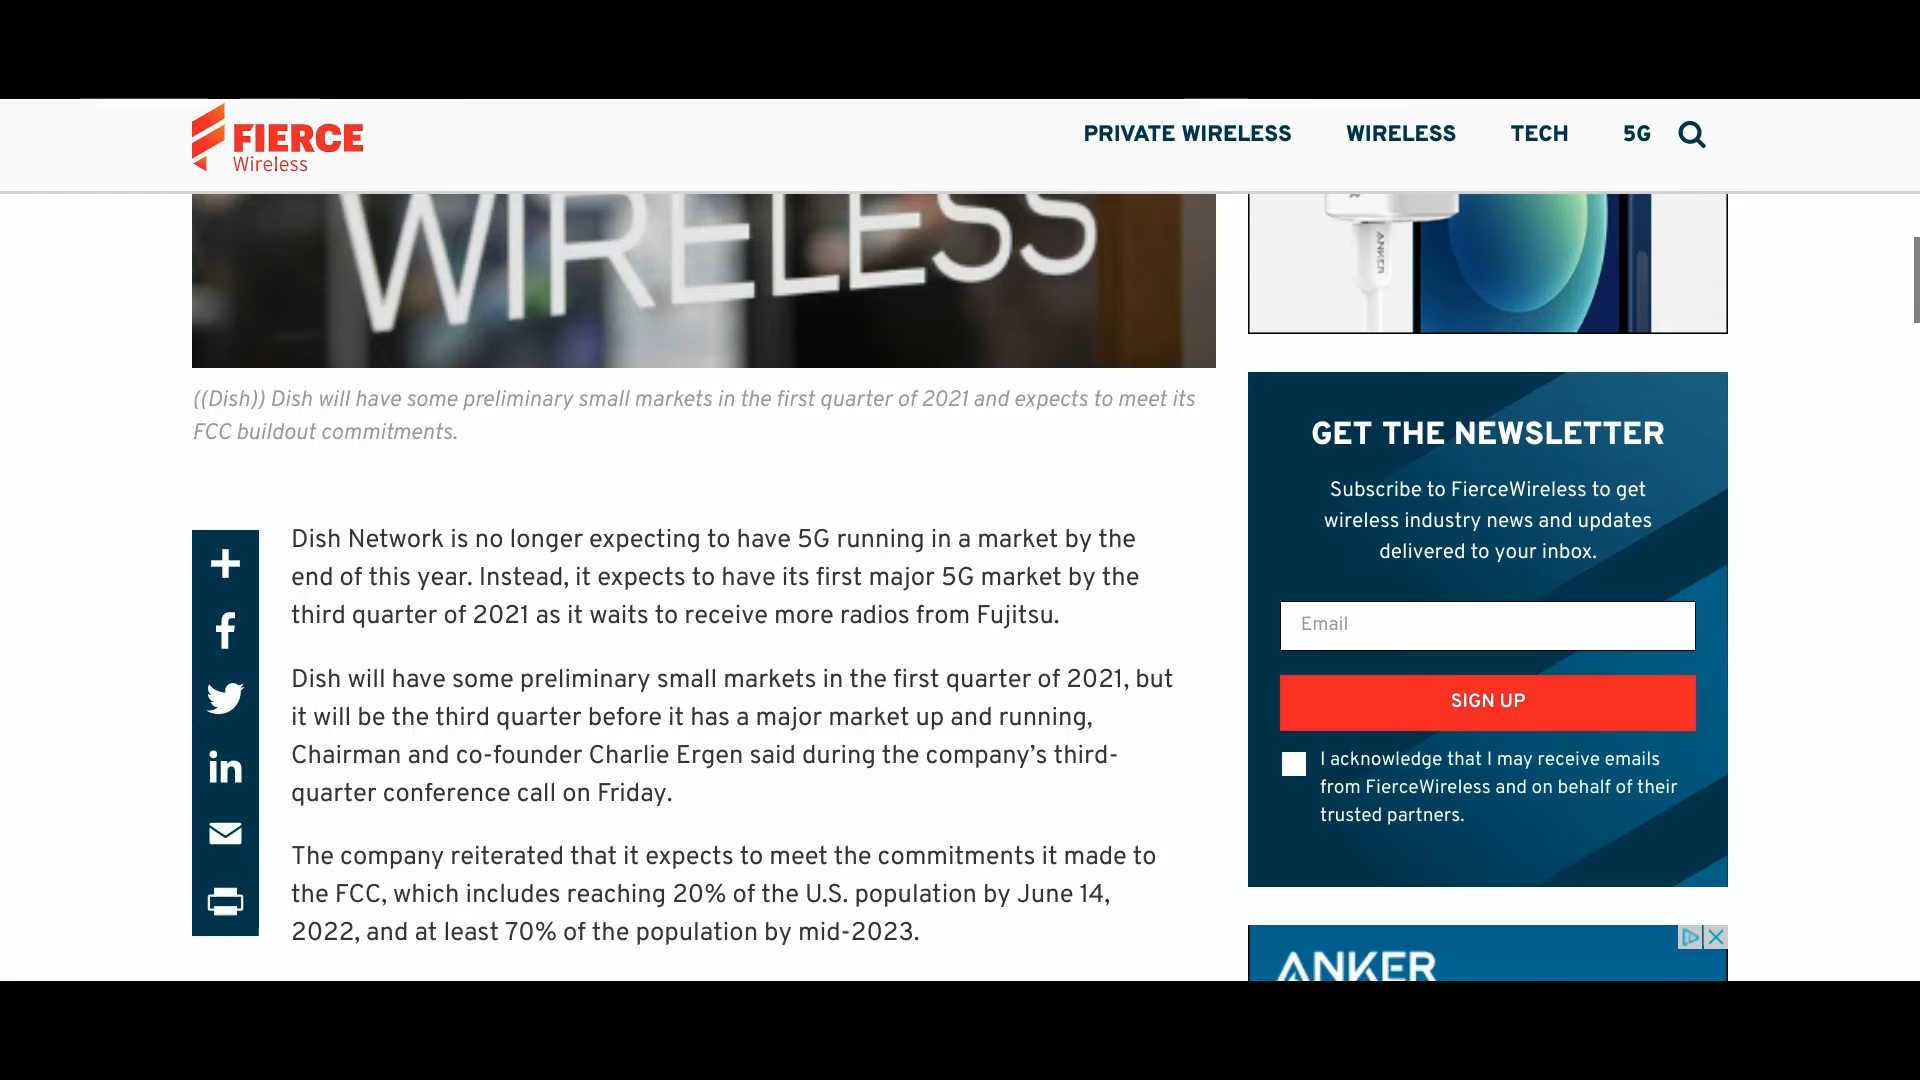 FIERCE
Wireless
PRIVATE WIRELESS
WIRELESS
TECH
5G
WIRELESS
ANKER
((Dish)) Dish will have some preliminary small markets in the first quarter of 2021 and expects to meet its
FCC buildout commitments.
Dish Network is no longer expecting to have 5G running in a market by the
end of this year. Instead, it expects to have its first major 5G market by the
third quarter of 2021 as it waits to receive more radios from Fujitsu.
Dish will have some preliminary small markets in the first quarter of 2021, but
it will be the third quarter before it has a major market up and running,
Chairman and co-founder Charlie Ergen said during the company’s third-
quarter conference call on Friday.
The company reiterated that it expects to meet the commitments it made to
the FCC, which includes reaching 20% of the U.S. population by June 14,
2022, and at least 70% of the population by mid-2023.
GET THE NEWSLETTER
Subscribe to FierceWireless to get
wireless industry news and updates
delivered to your inbox.
Email
SIGN UP
I acknowledge that I may receive emails
from FierceWireless and on behalf of their
trusted partners.
ANKER